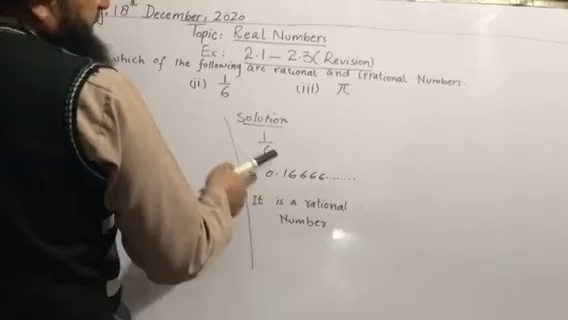 18th December, 2020
Topic: Real Numbers
Ex: 2.1 – 2.3 (Revision)
which of the following are rational and irrational Numbers.
(ii) 1/6 (iii) π
Solution
1/6
0.16666........
It is a rational
Number